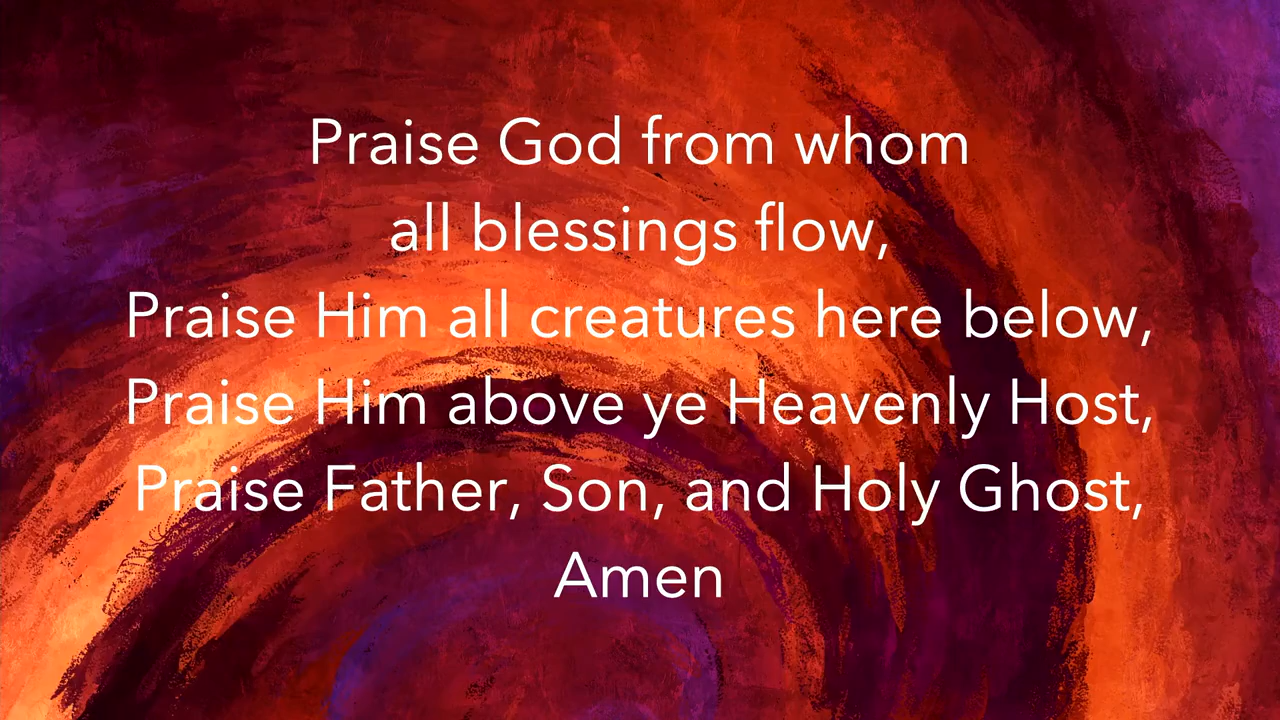 Praise God from whom
all blessings flow,
Praise Him all creatures here below,
Praise Him above ye Heavenly Host,
Praise Father, Son, and Holy Ghost,
Amen